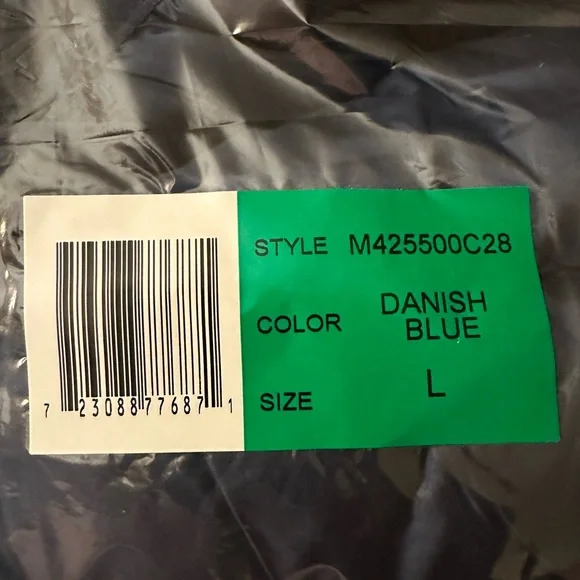 STYLE M425500C28
COLOR DANISH BLUE
SIZE L
7 23088 77687 1